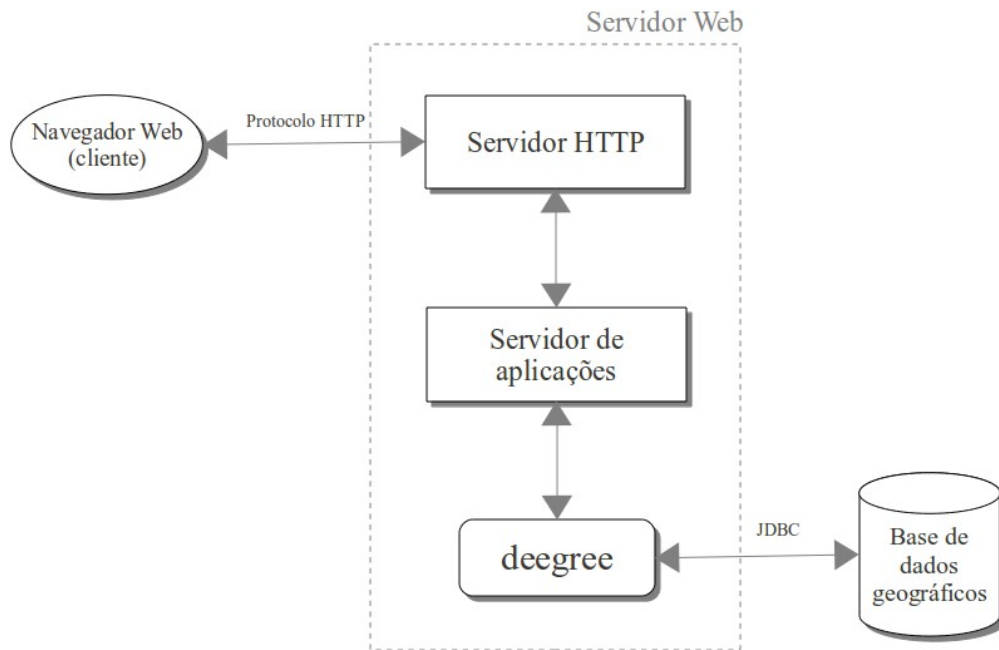 Servidor Web
Navegador Web
(cliente)
Protocolo HTTP
Servidor HTTP
Servidor de
aplicações
deegree
JDBC
Base de
dados
geográficos